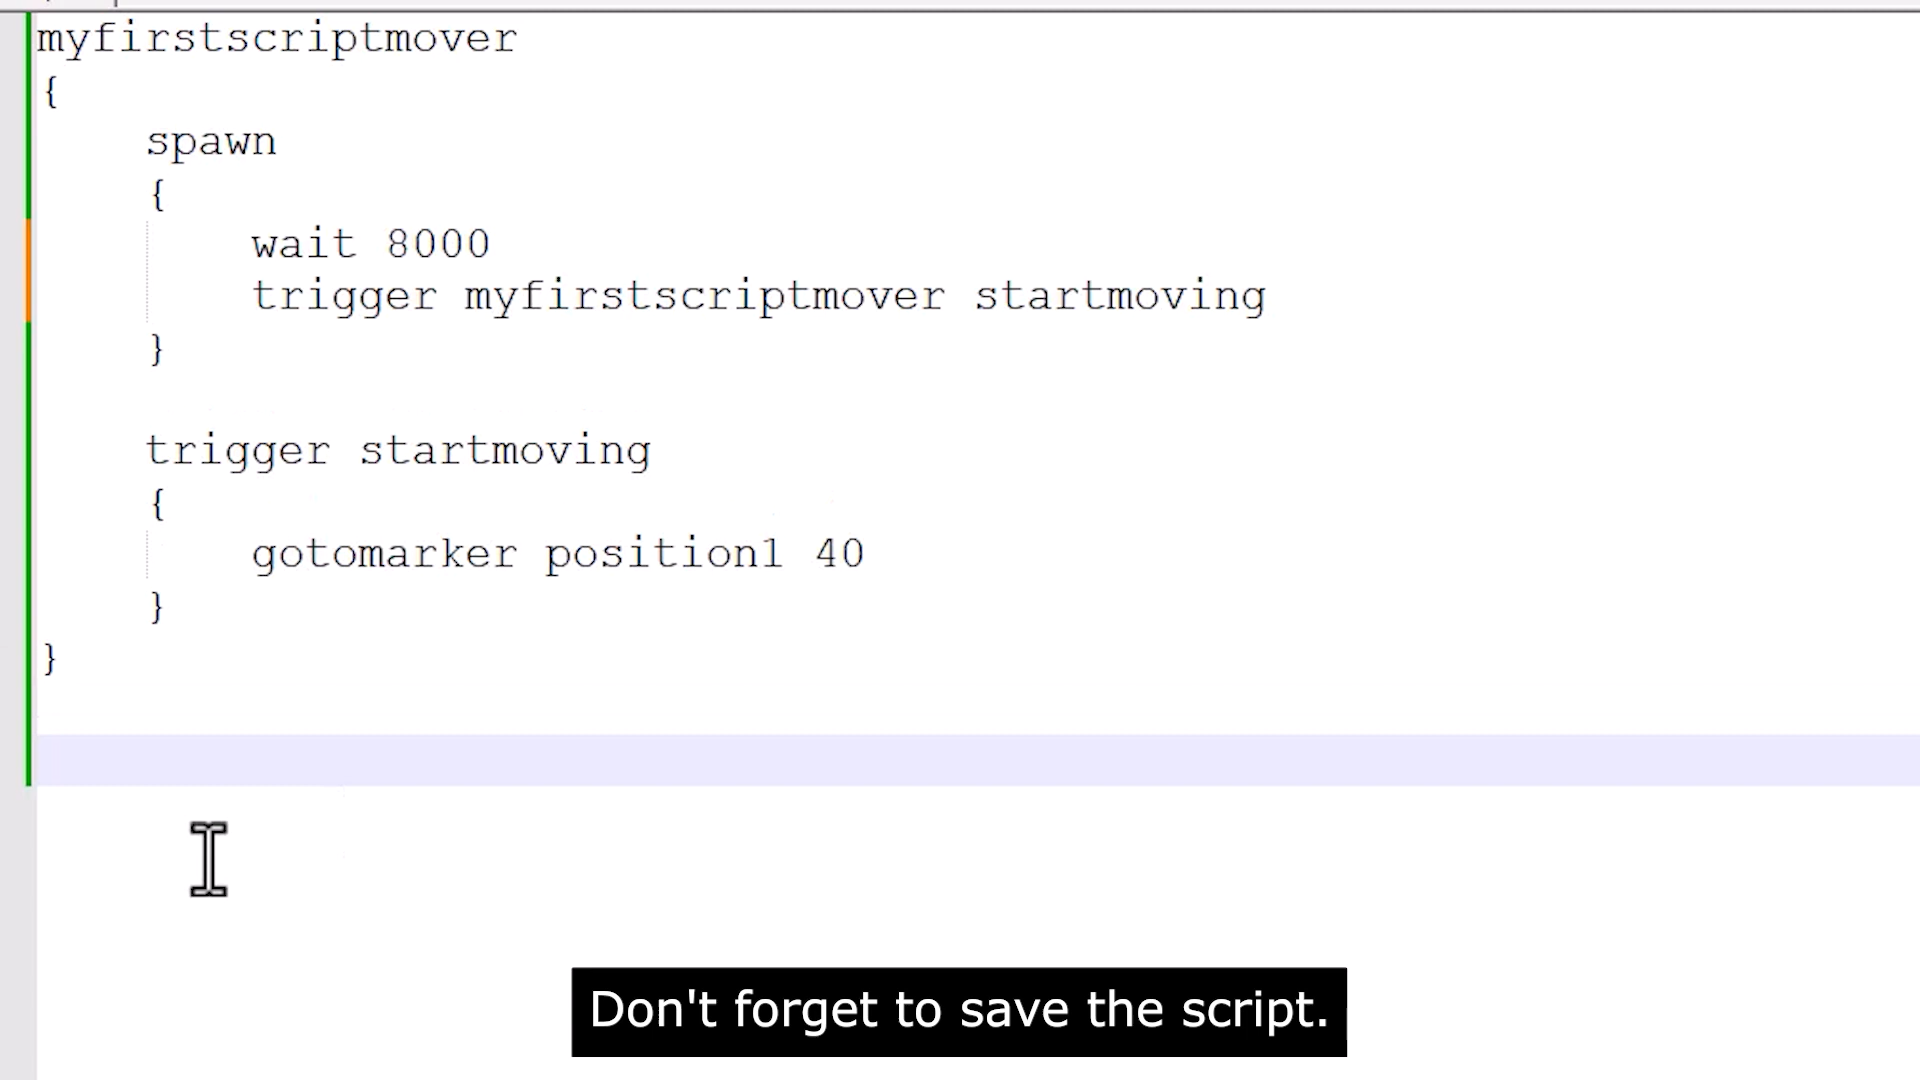 myfirstscriptmover
{
spawn
{
wait 8000
trigger myfirstscriptmover startmoving
}
trigger startmoving
{
gotomarker position1 40
}
}
Don't forget to save the script.